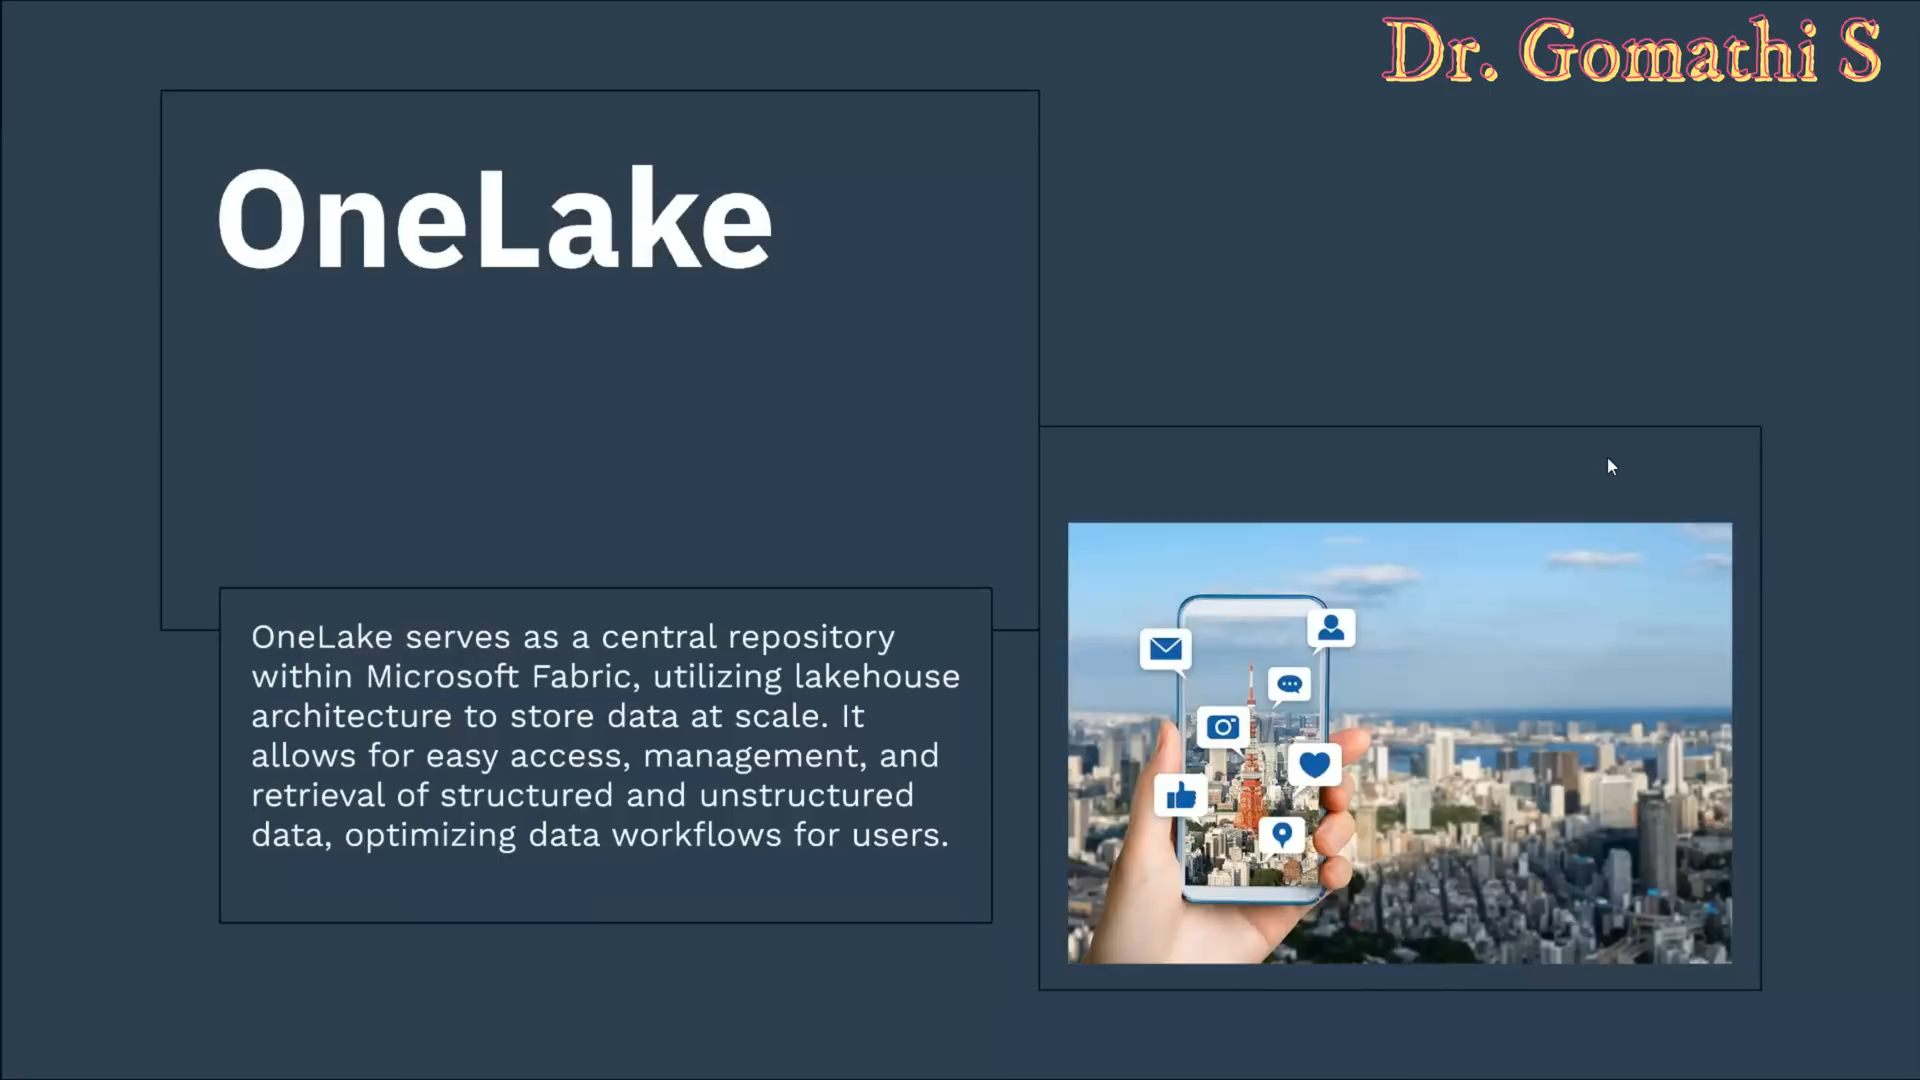 Dr. Gomathi S
OneLake
OneLake serves as a central repository
within Microsoft Fabric, utilizing lakehouse
architecture to store data at scale. It
allows for easy access, management, and
retrieval of structured and unstructured
data, optimizing data workflows for users.